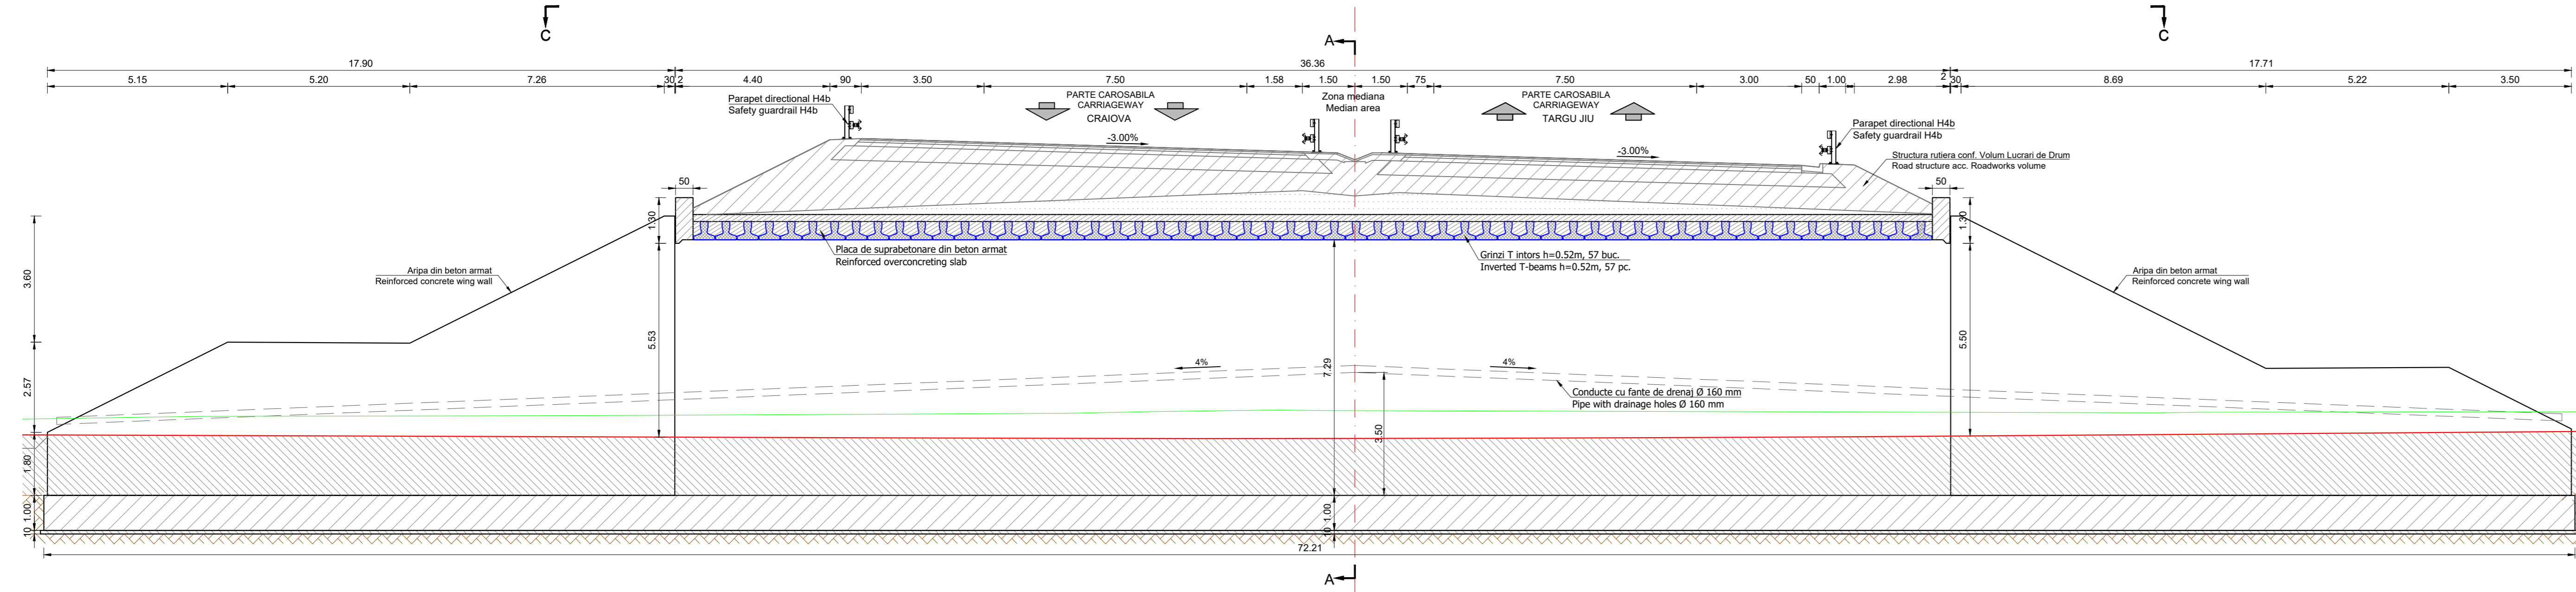 C
C
A
17.90
36.36
17.71
5.15
5.20
7.26
30
2
4.40
90
3.50
7.50
1.58
1.50
1.50
75
7.50
3.00
50
1.00
2.98
2
30
8.69
5.22
3.50
Parapet directional H4b
Safety guardrail H4b
PARTE CAROSABILA
CARRIAGEWAY
CRAIOVA
Zona mediana
Median area
PARTE CAROSABILA
CARRIAGEWAY
TARGU JIU
Parapet directional H4b
Safety guardrail H4b
-3.00%
-3.00%
Structura rutiera conf. Volum Lucrari de Drum
Road structure acc. Roadworks volume
50
50
1.30
1.30
Placa de suprabetonare din beton armat
Reinforced overconcreting slab
Grinzi T intors h=0.52m, 57 buc.
Inverted T-beams h=0.52m, 57 pc.
Aripa din beton armat
Reinforced concrete wing wall
Aripa din beton armat
Reinforced concrete wing wall
3.60
5.53
5.50
4%
4%
7.29
2.57
Conducte cu fante de drenaj Ø 160 mm
Pipe with drainage holes Ø 160 mm
3.50
1.80
1.00
10
1.00
10
72.21
A